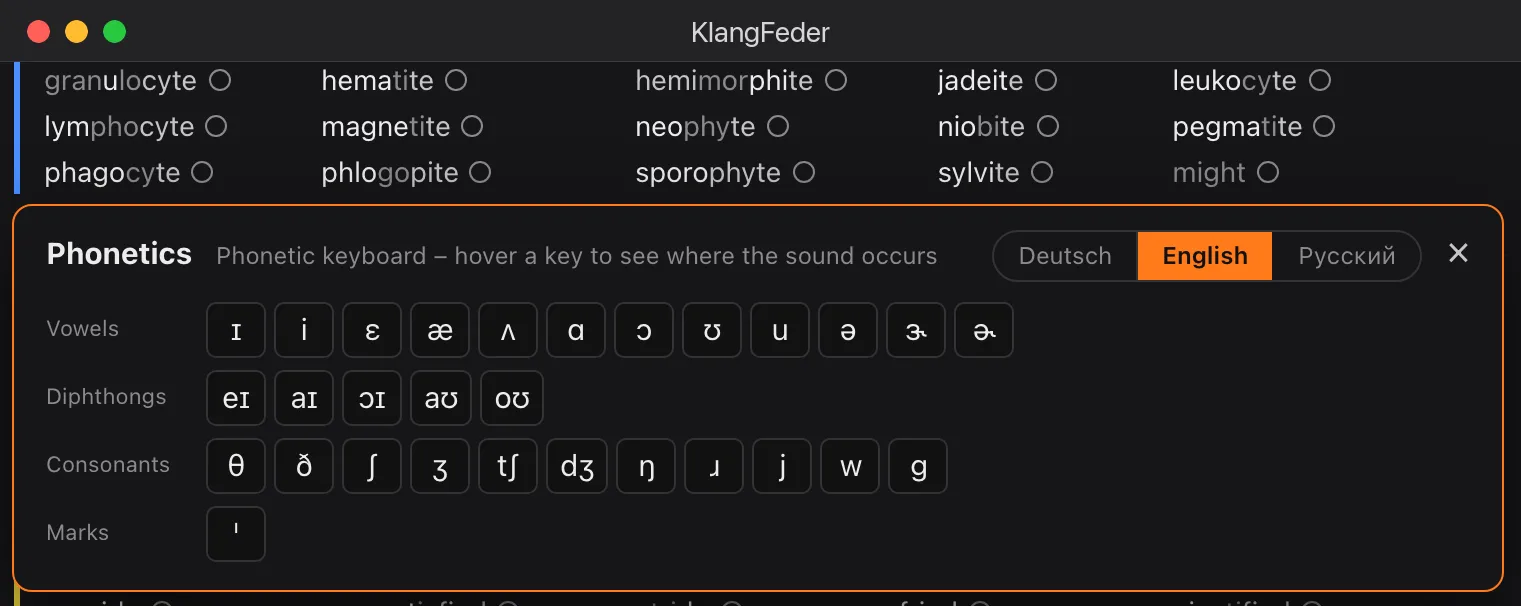 KlangFeder
granulocyte hematite hemimorphite jadeite leukocyte
lymphocyte magnetite neophyte niobite pegmatite
phagocyte phlogopite sporophyte sylvite might
Phonetics Phonetic keyboard – hover a key to see where the sound occurs Deutsch English Русский ×
Vowels ɪ i ɛ æ ʌ ɑ ɔ ʊ u ə ɝ ɚ
Diphthongs eɪ aɪ ɔɪ aʊ oʊ
Consonants θ ð ʃ ʒ tʃ dʒ ŋ ɹ j w ɡ
Marks ˈ